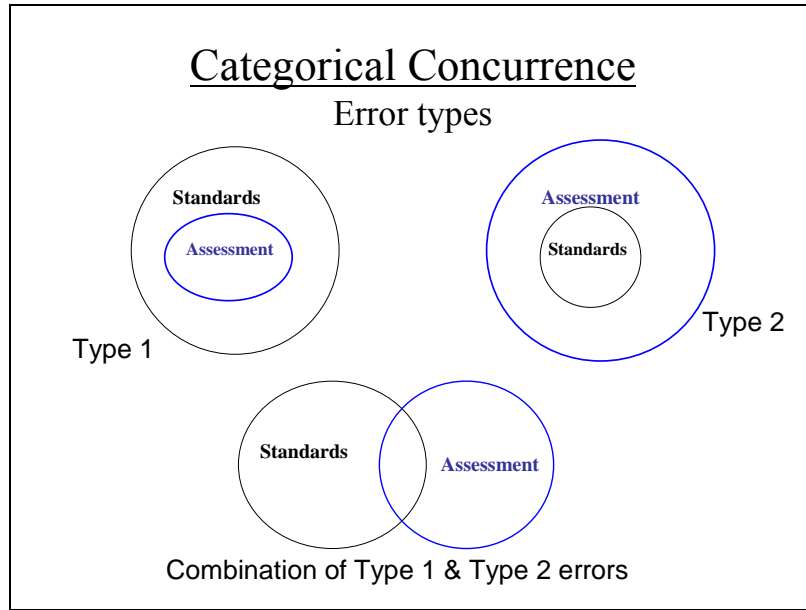 Categorical Concurrence
Error types
Standards
Assessment
Type 1
Assessment
Standards
Type 2
Standards
Assessment
Combination of Type 1 & Type 2 errors